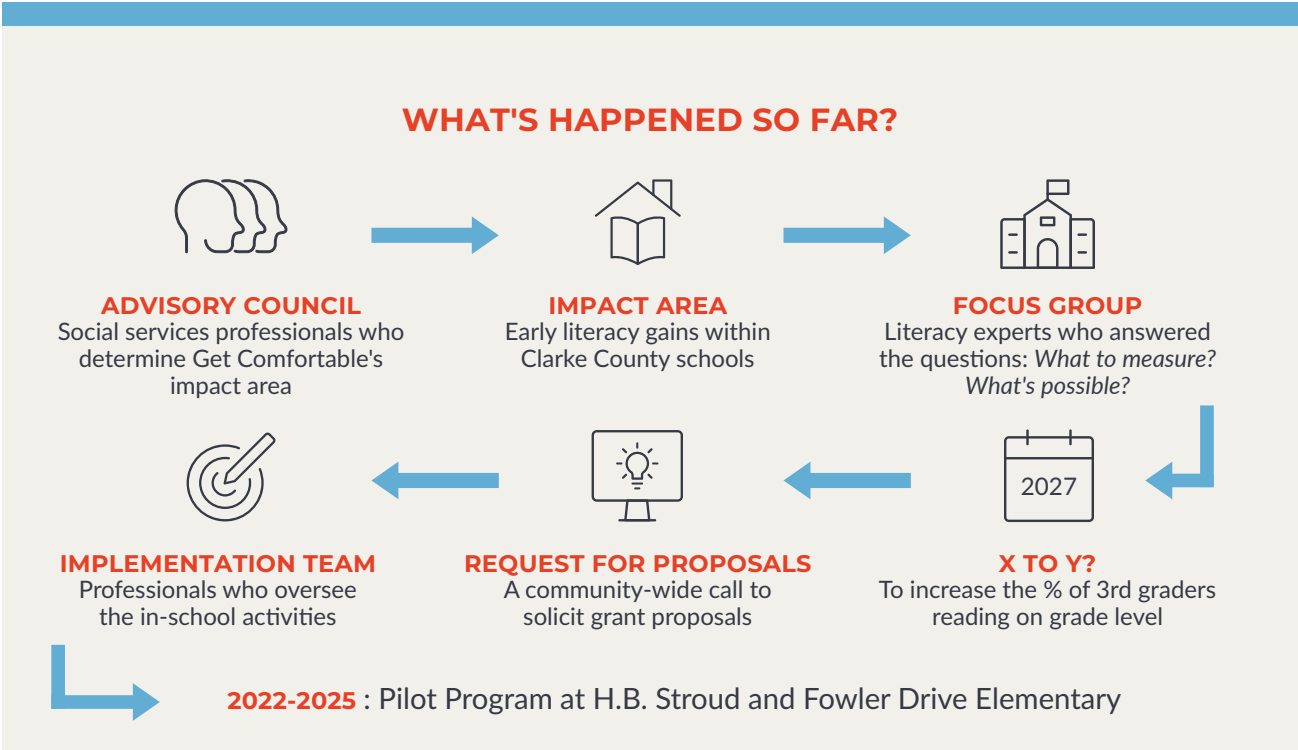 WHAT'S HAPPENED SO FAR?
ADVISORY COUNCIL
Social services professionals who
determine Get Comfortable's
impact area
IMPACT AREA
Early literacy gains within
Clarke County schools
FOCUS GROUP
Literacy experts who answered
the questions: What to measure?
What's possible?
2027
X TO Y?
To increase the % of 3rd graders
reading on grade level
REQUEST FOR PROPOSALS
A community-wide call to
solicit grant proposals
IMPLEMENTATION TEAM
Professionals who oversee
the in-school activities
2022-2025 : Pilot Program at H.B. Stroud and Fowler Drive Elementary